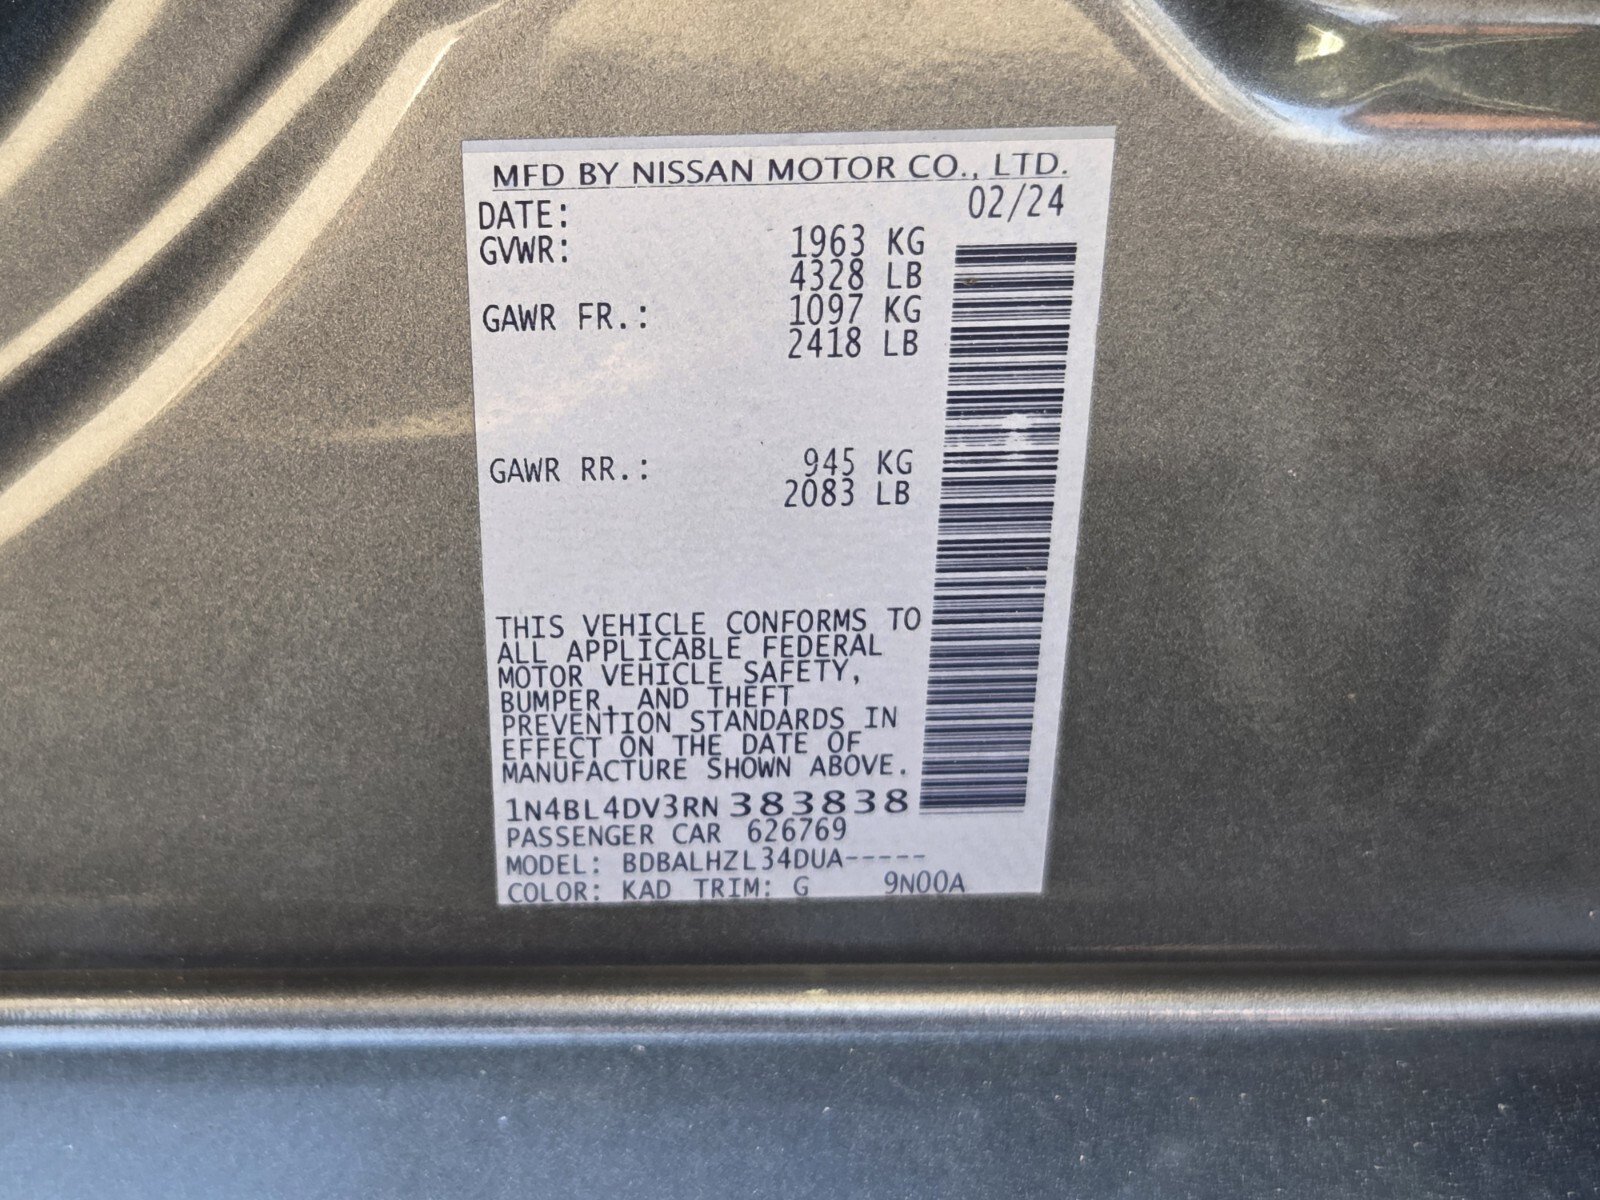 MFD BY NISSAN MOTOR CO., LTD.
DATE: 02/24
GVWR: 1963 KG
4328 LB
GAWR FR.: 1097 KG
2418 LB
GAWR RR.: 945 KG
2083 LB
THIS VEHICLE CONFORMS TO
ALL APPLICABLE FEDERAL
MOTOR VEHICLE SAFETY,
BUMPER, AND THEFT
PREVENTION STANDARDS IN
EFFECT ON THE DATE OF
MANUFACTURE SHOWN ABOVE.
1N4BL4DV3RN383838
PASSENGER CAR 626769
MODEL: BDBALHZL34DUA-----
COLOR: KAD TRIM: G 9N00A